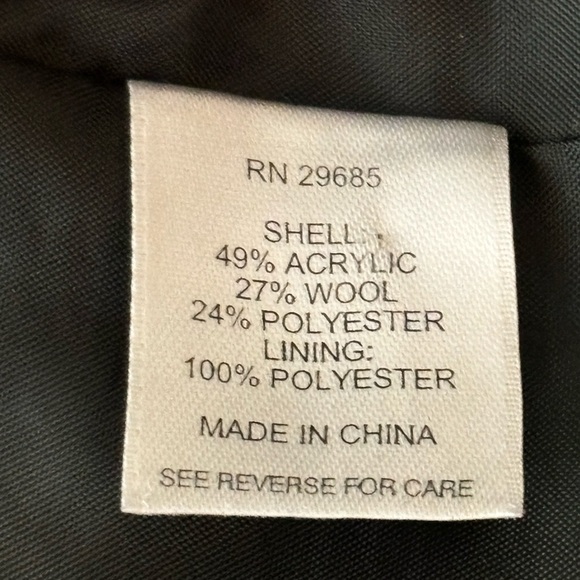 RN 29685
SHELL:
49% ACRYLIC
27% WOOL
24% POLYESTER
LINING:
100% POLYESTER
MADE IN CHINA
SEE REVERSE FOR CARE